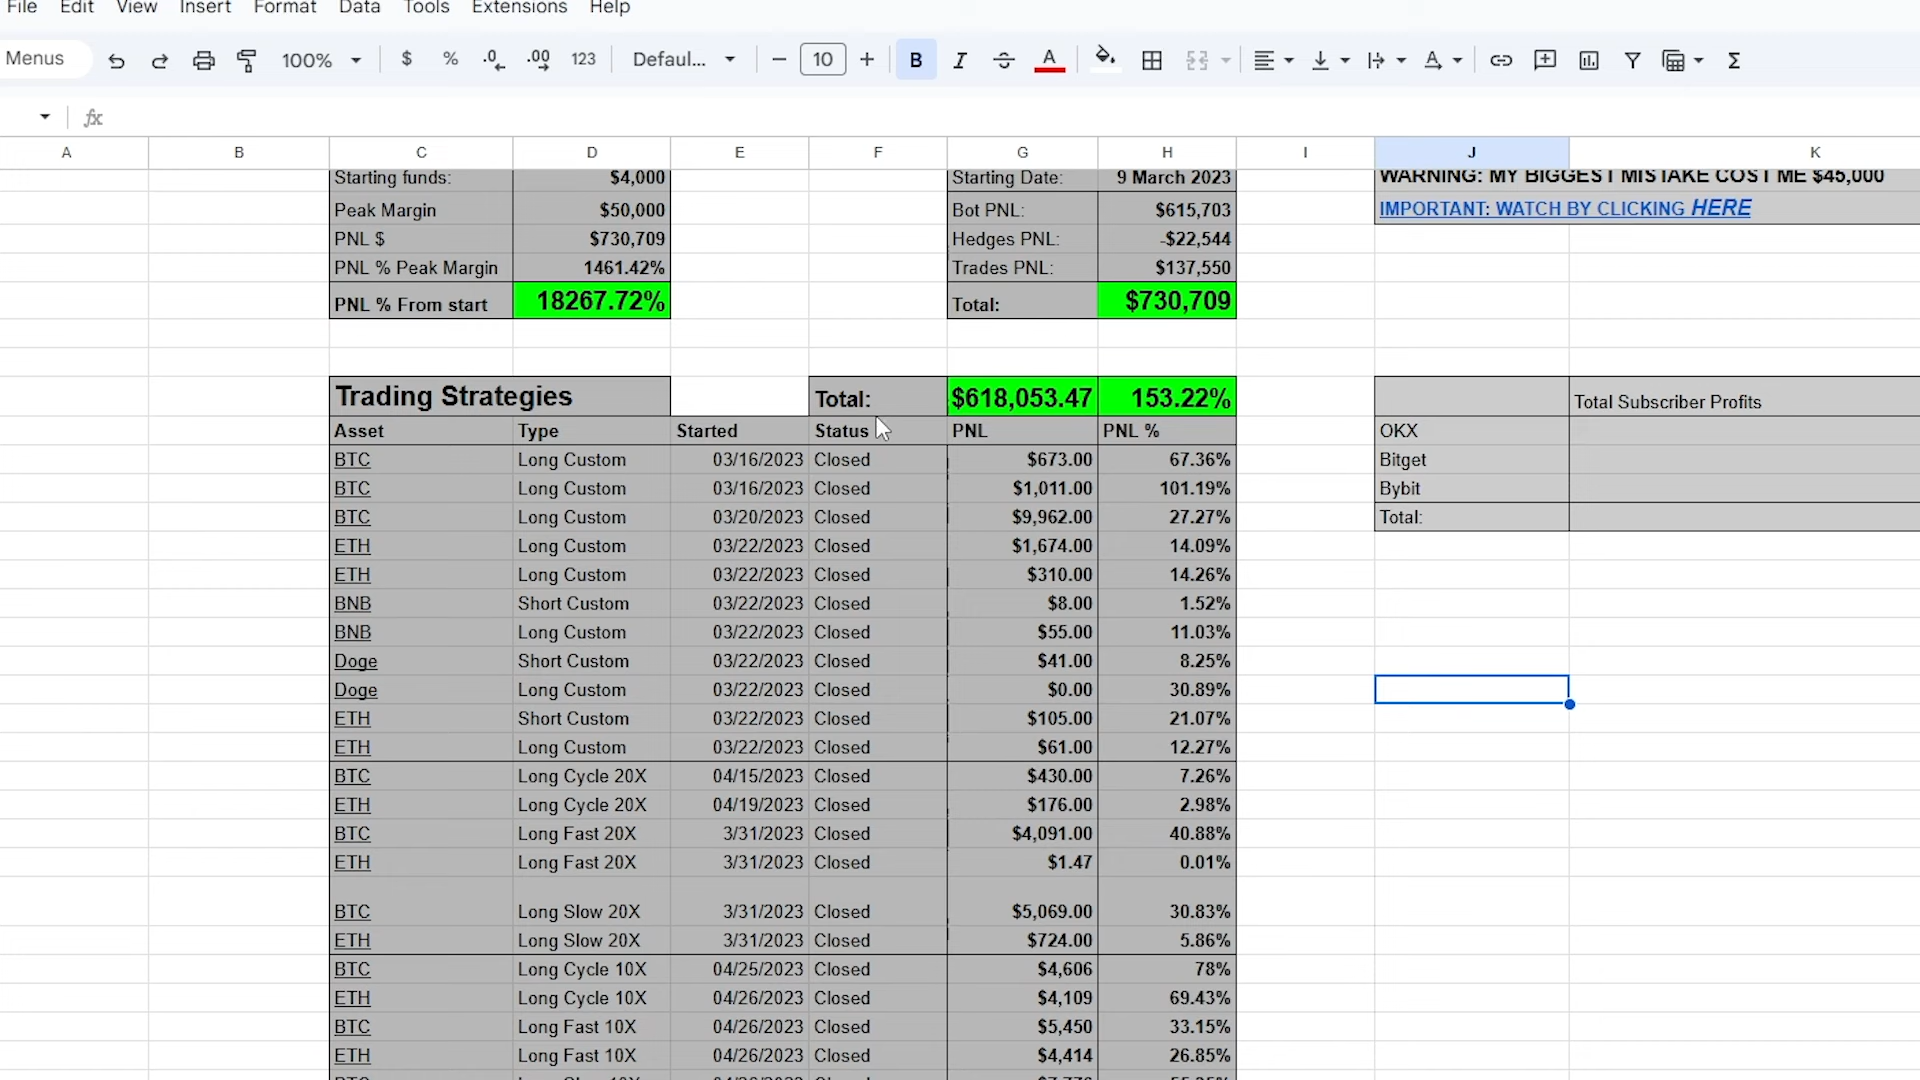 File Edit View Insert Format Data Tools Extensions Help
Menus 100% $ % .0 .00 123 Defaul... 10 B I A A Σ
fx
A B C D E F G H I J K
Starting funds: $4,000 Starting Date: 9 March 2023 WARNING: MY BIGGEST MISTAKE COST ME $45,000
Peak Margin $50,000 Bot PNL: $615,703 IMPORTANT: WATCH BY CLICKING HERE
PNL $ $730,709 Hedges PNL: -$22,544
PNL % Peak Margin 1461.42% Trades PNL: $137,550
PNL % From start 18267.72% Total: $730,709
Trading Strategies Total: $618,053.47 153.22% Total Subscriber Profits
Asset Type Started Status PNL PNL % OKX
BTC Long Custom 03/16/2023 Closed $673.00 67.36% Bitget
BTC Long Custom 03/16/2023 Closed $1,011.00 101.19% Bybit
BTC Long Custom 03/20/2023 Closed $9,962.00 27.27% Total:
ETH Long Custom 03/22/2023 Closed $1,674.00 14.09%
ETH Long Custom 03/22/2023 Closed $310.00 14.26%
BNB Short Custom 03/22/2023 Closed $8.00 1.52%
BNB Long Custom 03/22/2023 Closed $55.00 11.03%
Doge Short Custom 03/22/2023 Closed $41.00 8.25%
Doge Long Custom 03/22/2023 Closed $0.00 30.89%
ETH Short Custom 03/22/2023 Closed $105.00 21.07%
ETH Long Custom 03/22/2023 Closed $61.00 12.27%
BTC Long Cycle 20X 04/15/2023 Closed $430.00 7.26%
ETH Long Cycle 20X 04/19/2023 Closed $176.00 2.98%
BTC Long Fast 20X 3/31/2023 Closed $4,091.00 40.88%
ETH Long Fast 20X 3/31/2023 Closed $1.47 0.01%
BTC Long Slow 20X 3/31/2023 Closed $5,069.00 30.83%
ETH Long Slow 20X 3/31/2023 Closed $724.00 5.86%
BTC Long Cycle 10X 04/25/2023 Closed $4,606 78%
ETH Long Cycle 10X 04/26/2023 Closed $4,109 69.43%
BTC Long Fast 10X 04/26/2023 Closed $5,450 33.15%
ETH Long Fast 10X 04/26/2023 Closed $4,414 26.85%